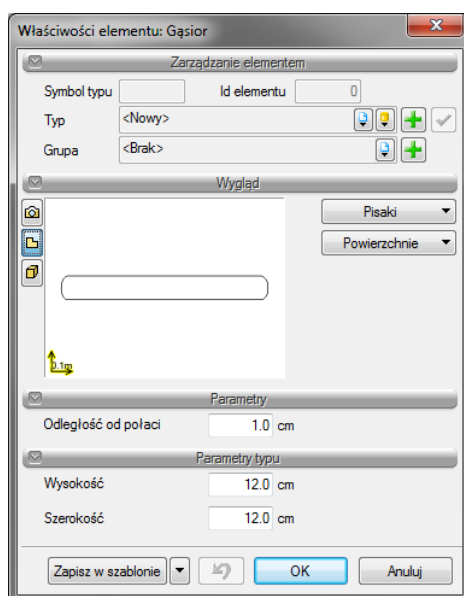 Właściwości elementu: Gąsior
Zarządzanie elementem
Symbol typu Id elementu 0
Typ <Nowy>
Grupa <Brak>
Wygląd
Pisaki
Powierzchnie
0.1m
Parametry
Odległość od połaci 1.0 cm
Parametry typu
Wysokość 12.0 cm
Szerokość 12.0 cm
Zapisz w szablonie OK Anuluj